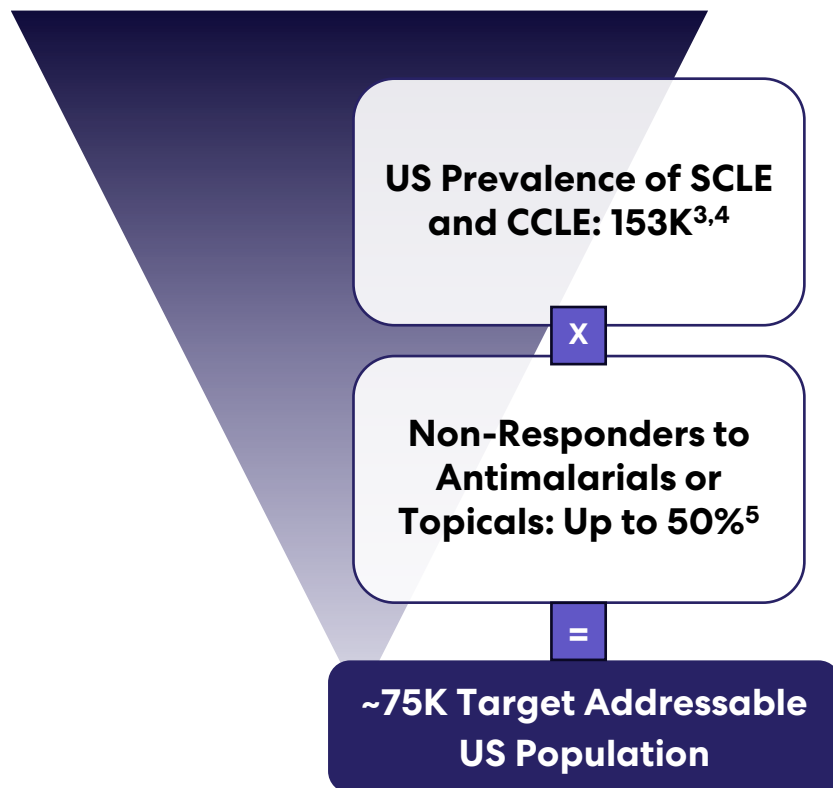 US Prevalence of SCLE
and CCLE: 153K³,⁴
X
Non-Responders to
Antimalarials or
Topicals: Up to 50%⁵
=
~75K Target Addressable
US Population